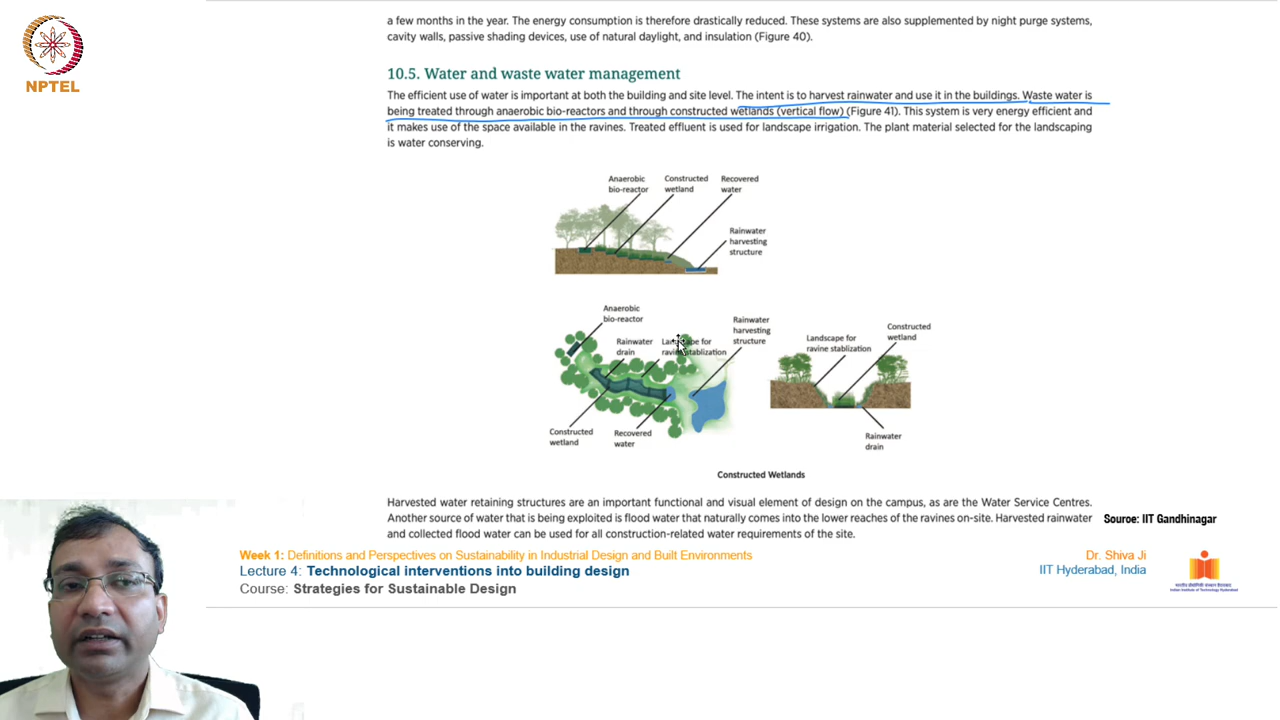 a few months in the year. The energy consumption is therefore drastically reduced. These systems are also supplemented by night purge systems,
cavity walls, passive shading devices, use of natural daylight, and insulation (Figure 40).
NPTEL
10.5. Water and waste water management
The efficient use of water is important at both the building and site level. The intent is to harvest rainwater and use it in the buildings. Waste water is
being treated through anaerobic bio-reactors and through constructed wetlands (vertical flow) (Figure 41). This system is very energy efficient and
it makes use of the space available in the ravines. Treated effluent is used for landscape irrigation. The plant material selected for the landscaping
is water conserving.
Anaerobic
bio-reactor
Constructed
wetland
Recovered
water
Rainwater
harvesting
structure
Anaerobic
bio-reactor
Rainwater
drain
Landscape for
ravine stablization
Rainwater
harvesting
structure
Constructed
wetland
Recovered
water
Landscape for
ravine stablization
Constructed
wetland
Rainwater
drain
Constructed Wetlands
Harvested water retaining structures are an important functional and visual element of design on the campus, as are the Water Service Centres.
Another source of water that is being exploited is flood water that naturally comes into the lower reaches of the ravines on-site. Harvested rainwater
and collected flood water can be used for all construction-related water requirements of the site.
Source: IIT Gandhinagar
Week 1: Definitions and Perspectives on Sustainability in Industrial Design and Built Environments
Lecture 4: Technological interventions into building design
Course: Strategies for Sustainable Design
Dr. Shiva Ji
IIT Hyderabad, India